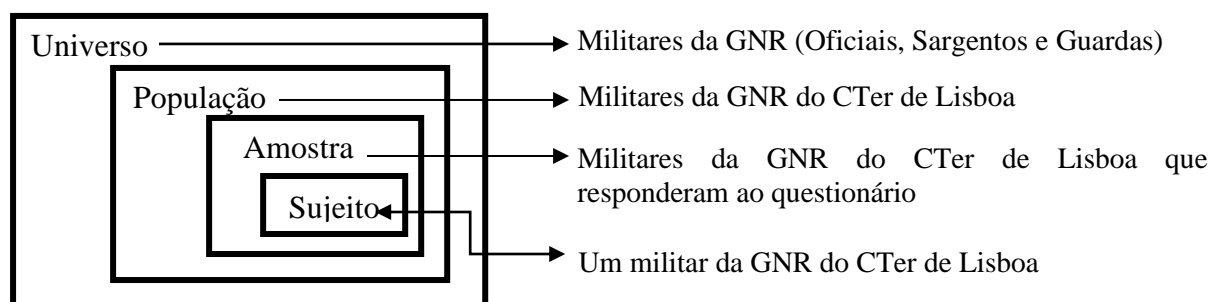 Universo
Militares da GNR (Oficiais, Sargentos e Guardas)
População
Militares da GNR do CTer de Lisboa
Amostra
Militares da GNR do CTer de Lisboa que
responderam ao questionário
Sujeito
Um militar da GNR do CTer de Lisboa